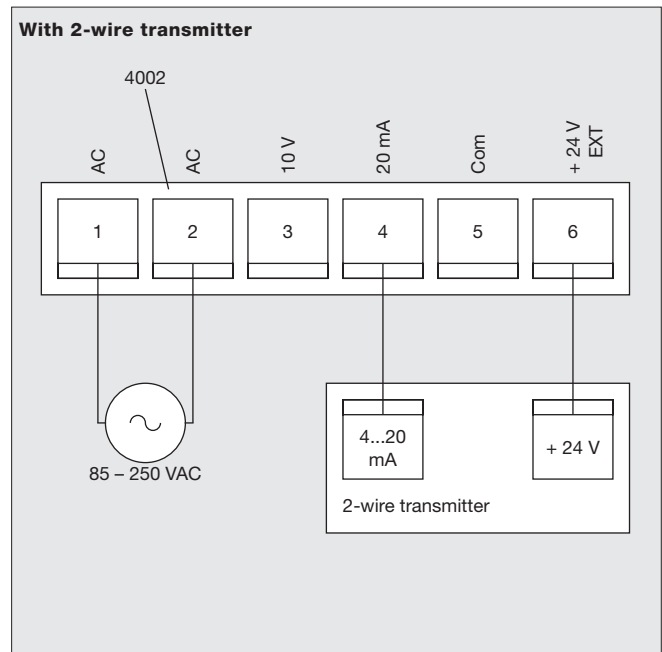 With 2-wire transmitter
4002
AC
AC
10 V
20 mA
Com
+ 24 V
EXT
1
2
3
4
5
6
4...20
mA
+ 24 V
85 – 250 VAC
2-wire transmitter